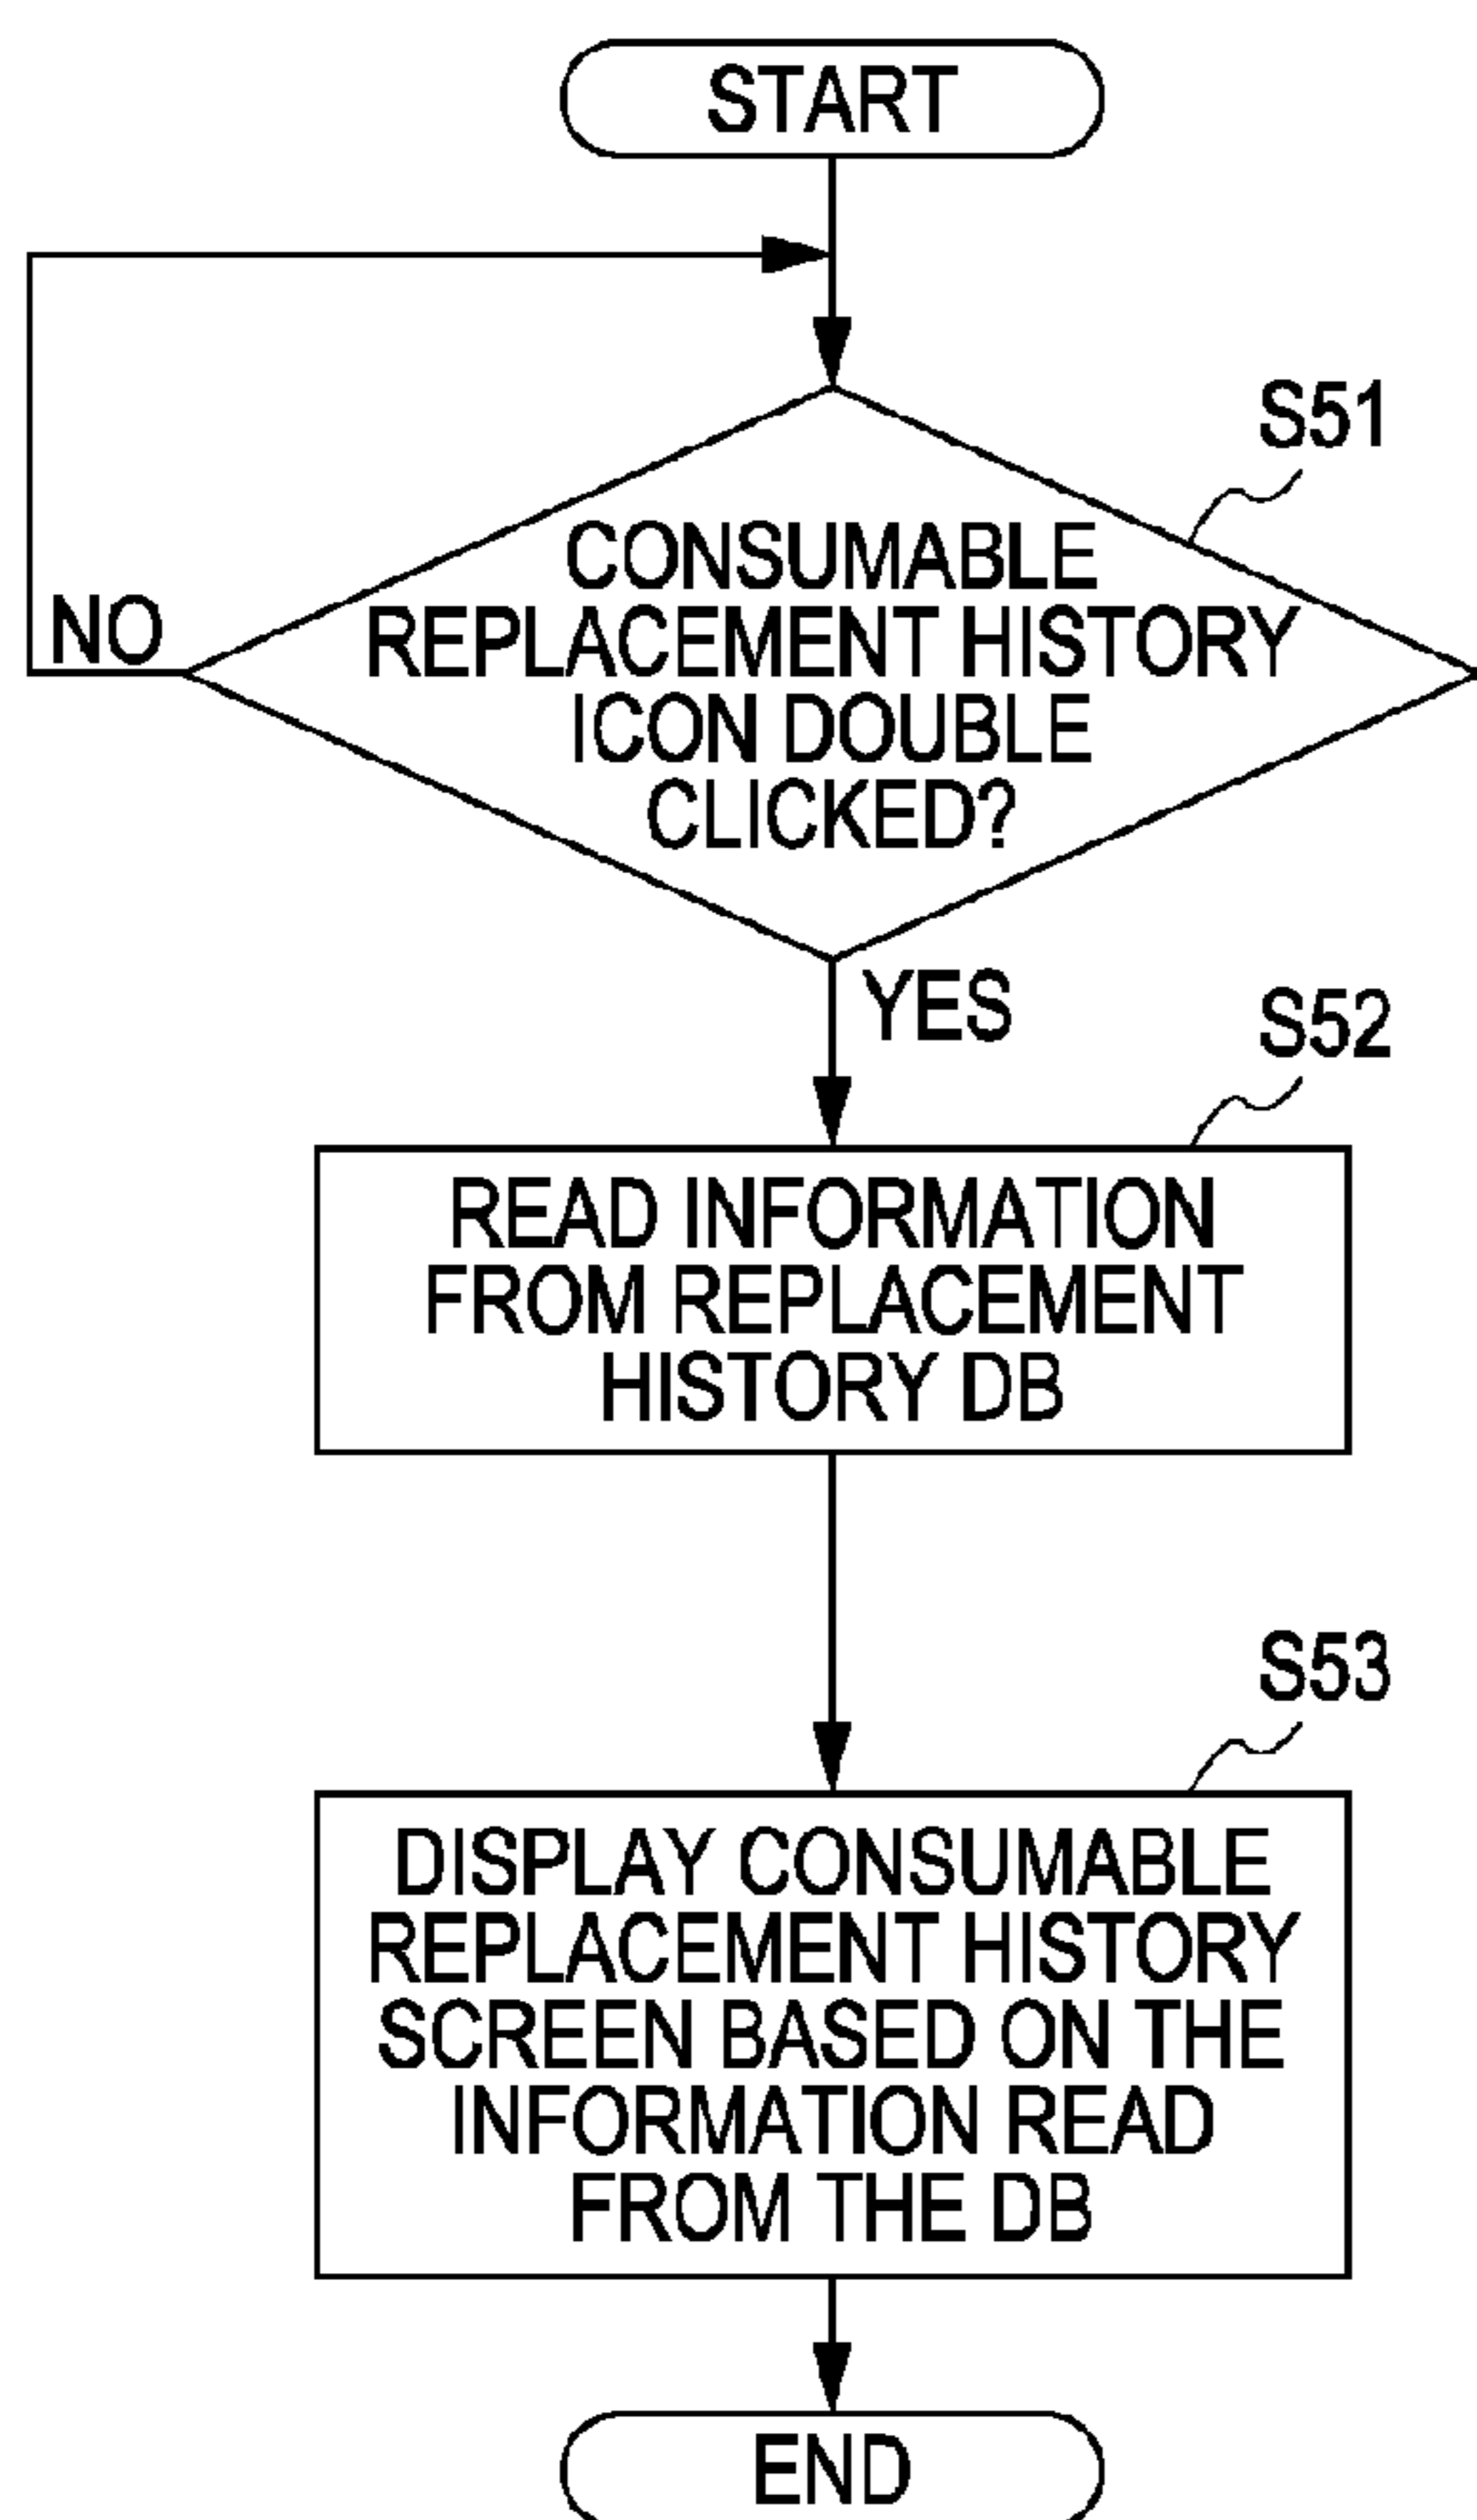 START
S51
CONSUMABLE
REPLACEMENT HISTORY
ICON DOUBLE
CLICKED?
NO
YES
S52
READ INFORMATION
FROM REPLACEMENT
HISTORY DB
S53
DISPLAY CONSUMABLE
REPLACEMENT HISTORY
SCREEN BASED ON THE
INFORMATION READ
FROM THE DB
END